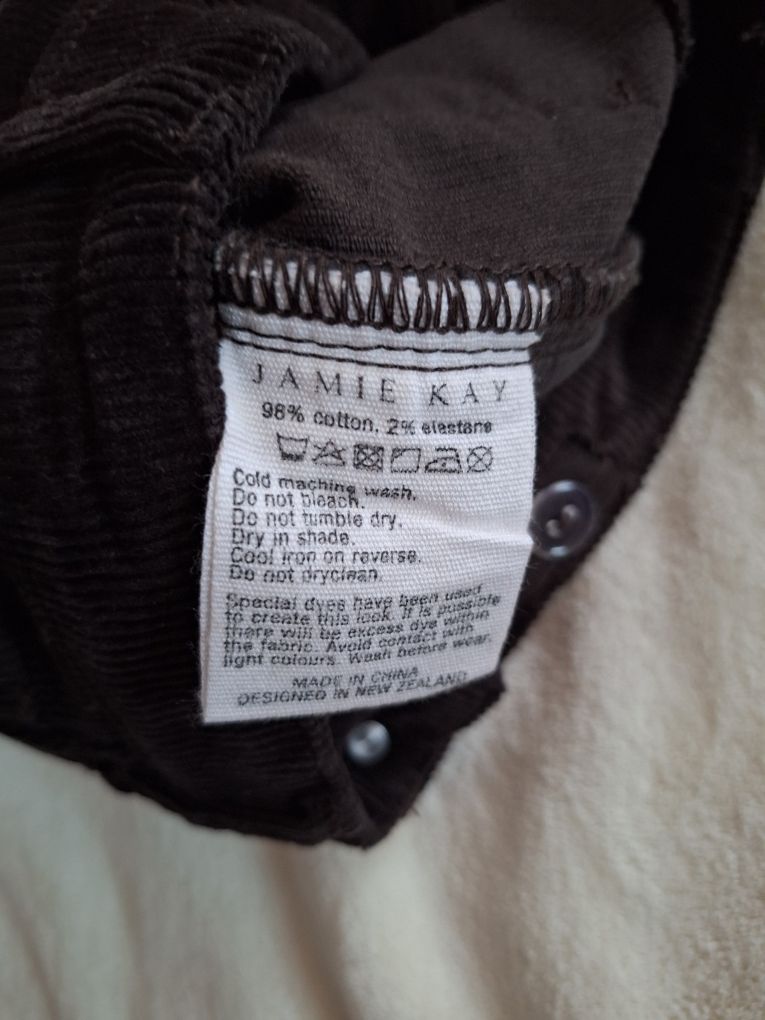 JAMIE KAY
98% cotton, 2% elastane
Cold machine wash.
Do not bleach.
Do not tumble dry.
Dry in shade.
Cool iron on reverse.
Do not dryclean.
Special dyes have been used
to create this look. It is possible
there will be excess dye within
the fabric. Avoid contact with
light colours. Wash before wear.
MADE IN CHINA
DESIGNED IN NEW ZEALAND